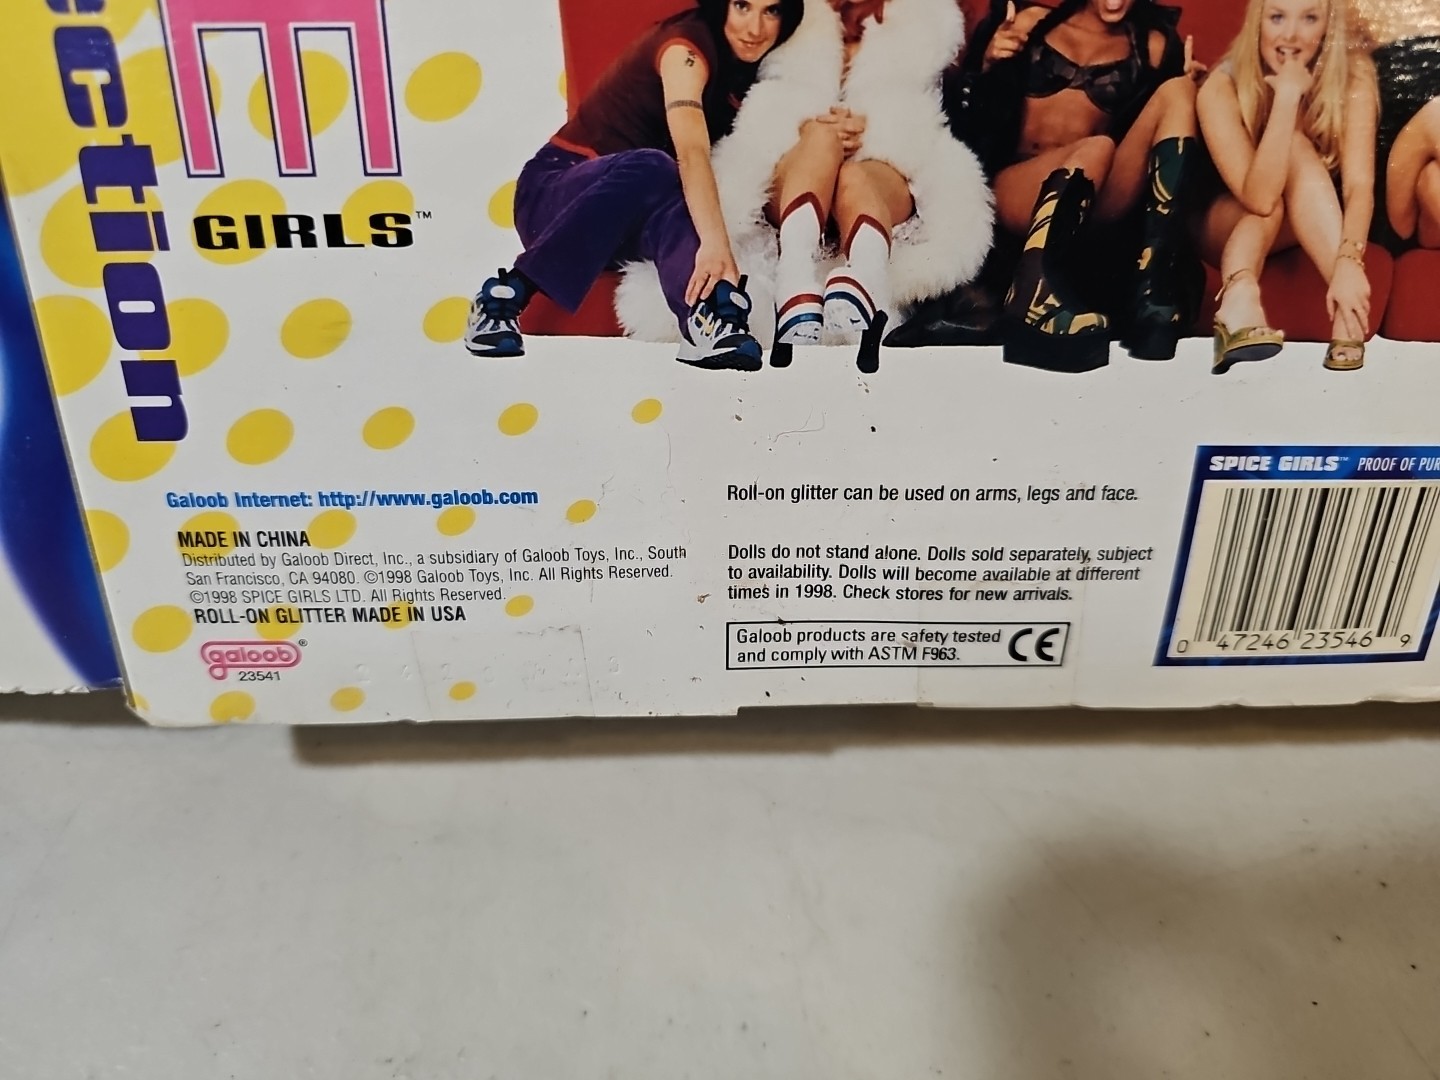 ction
E
GIRLS™
Galoob Internet: http://www.galoob.com
MADE IN CHINA
Distributed by Galoob Direct, Inc., a subsidiary of Galoob Toys, Inc., South
San Francisco, CA 94080. ©1998 Galoob Toys, Inc. All Rights Reserved.
©1998 SPICE GIRLS LTD. All Rights Reserved.
ROLL-ON GLITTER MADE IN USA
galoob®
23541
Roll-on glitter can be used on arms, legs and face.
Dolls do not stand alone. Dolls sold separately, subject
to availability. Dolls will become available at different
times in 1998. Check stores for new arrivals.
Galoob products are safety tested
and comply with ASTM F963.
CE
SPICE GIRLS™ PROOF OF PUR
0 47246 23546 9